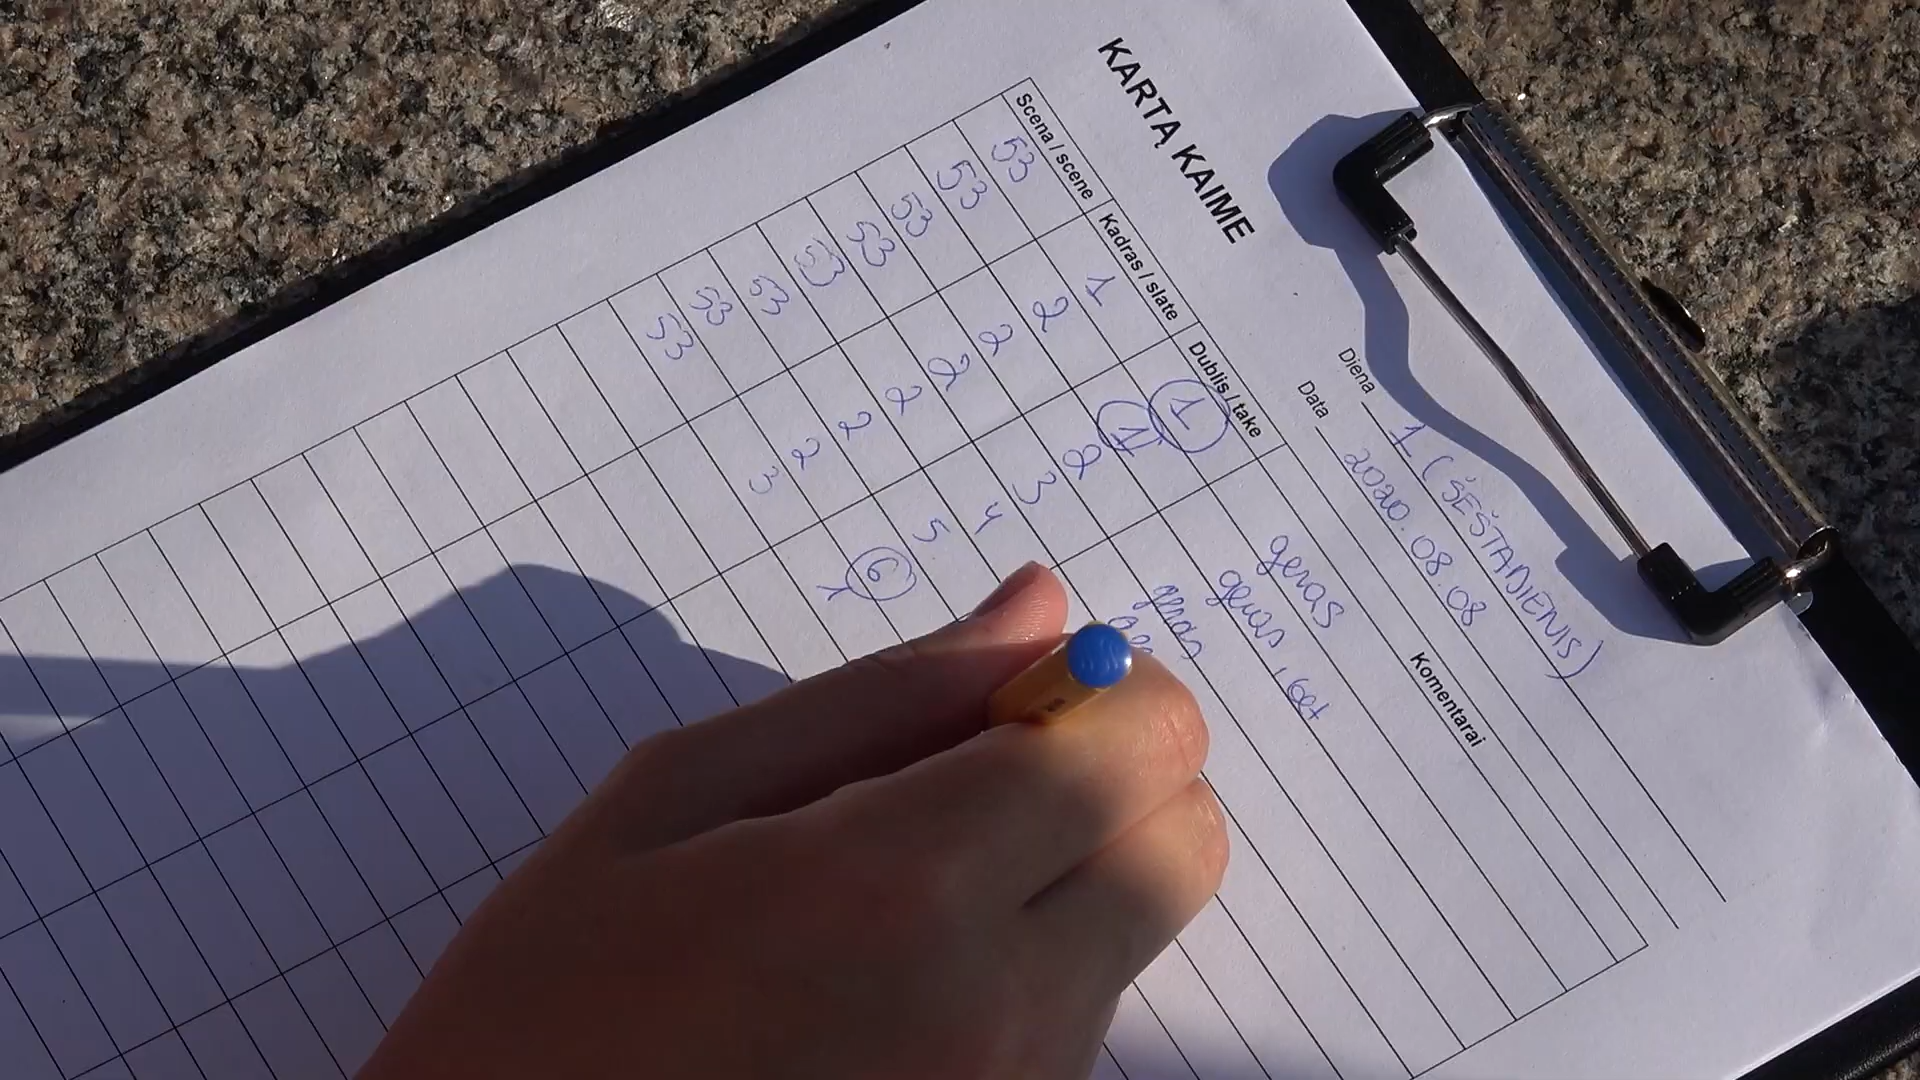 KARTĄ KAIME
Diena 1 (ŠEŠTADIENIS)
Data 2020.08.08
Scena / scene Kadras / slate Dublis / take Komentarai
53 1 1 geras
53 2 1 geras, bet
53 2 2 geras
53 2 3
53 2 4
53 2 5
53 2 6
53 3 1